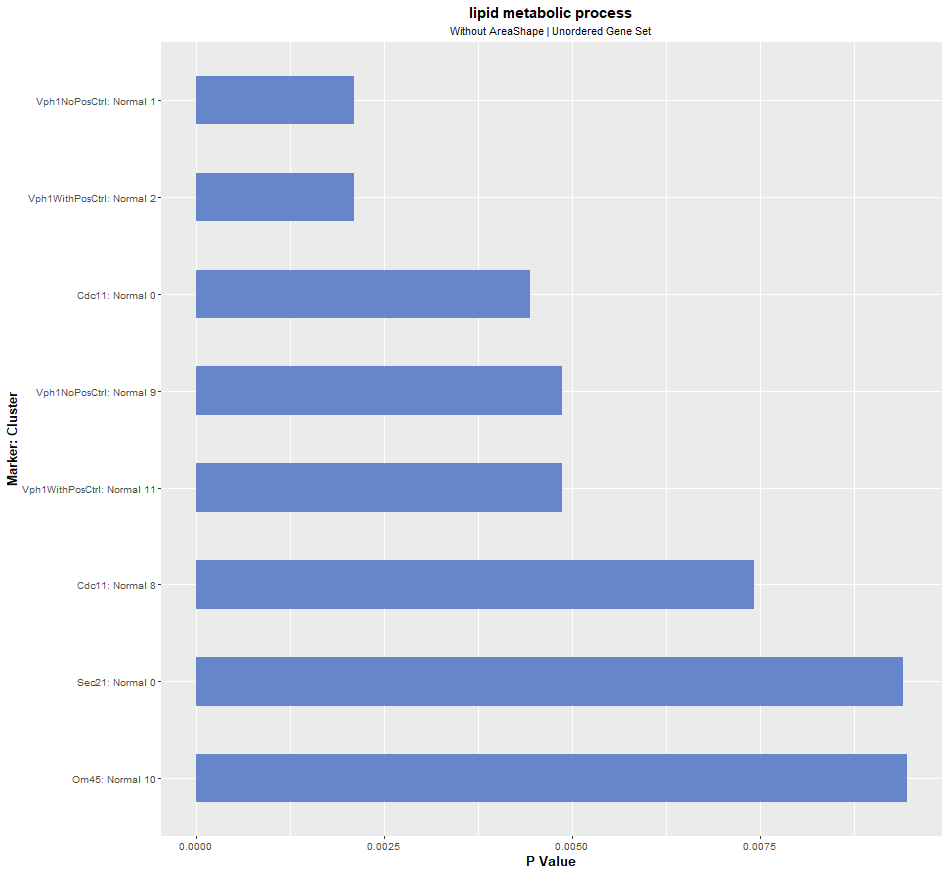 lipid metabolic process
Without AreaShape | Unordered Gene Set
Marker: Cluster
Vph1NoPosCtrl: Normal 1
Vph1WithPosCtrl: Normal 2
Cdc11: Normal 0
Vph1NoPosCtrl: Normal 9
Vph1WithPosCtrl: Normal 11
Cdc11: Normal 8
Sec21: Normal 0
Om45: Normal 10
0.0000 0.0025 0.0050 0.0075
P Value